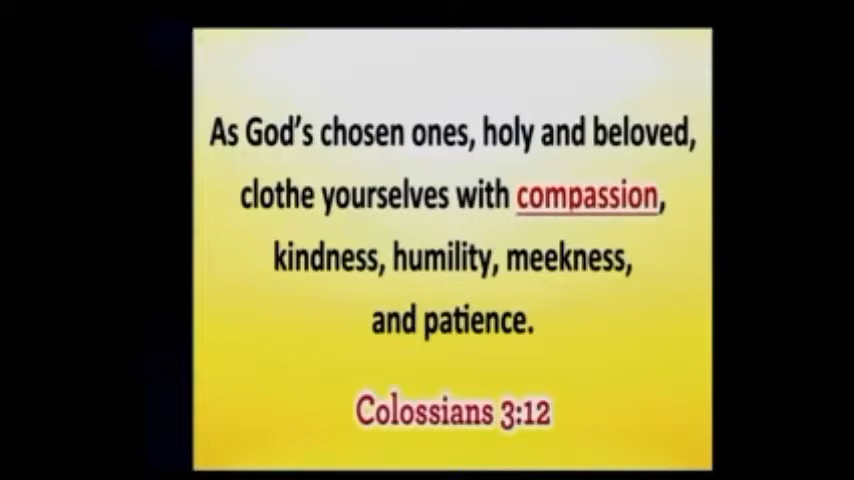 As God's chosen ones, holy and beloved,
clothe yourselves with compassion,
kindness, humility, meekness,
and patience.
Colossians 3:12